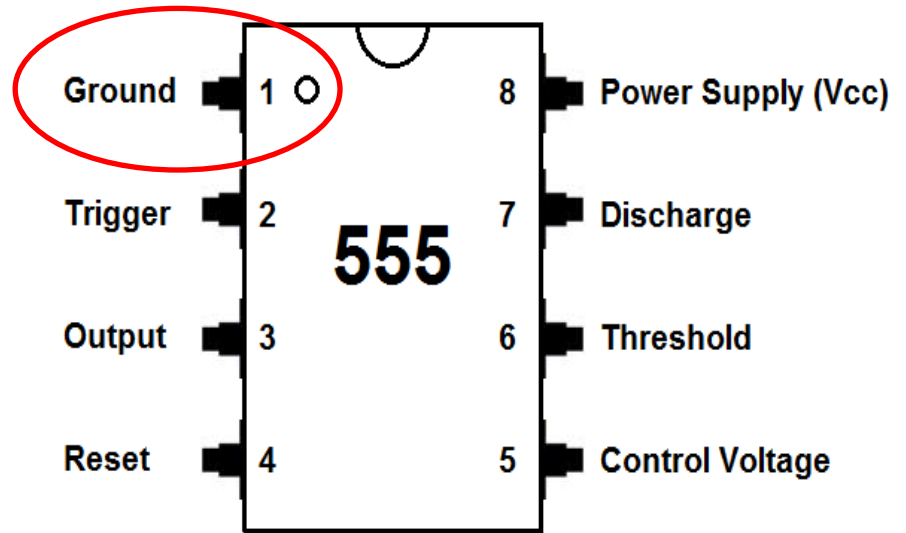 Ground 1 8 Power Supply (Vcc)
Trigger 2 7 Discharge
555
Output 3 6 Threshold
Reset 4 5 Control Voltage